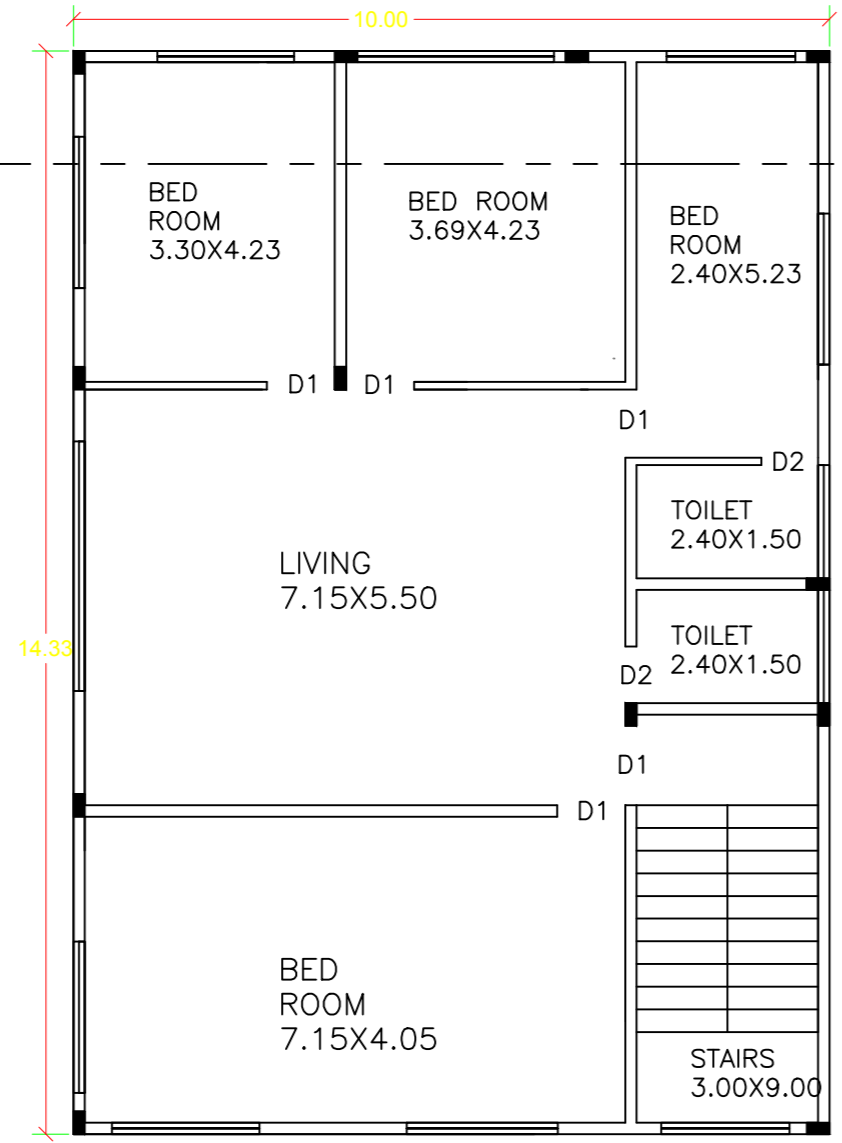 10.00
BED
ROOM
3.30X4.23
BED ROOM
3.69X4.23
BED
ROOM
2.40X5.23
D1
D1
D1
D2
TOILET
2.40X1.50
LIVING
7.15X5.50
14.33
TOILET
2.40X1.50
D2
D1
D1
BED
ROOM
7.15X4.05
STAIRS
3.00X9.00